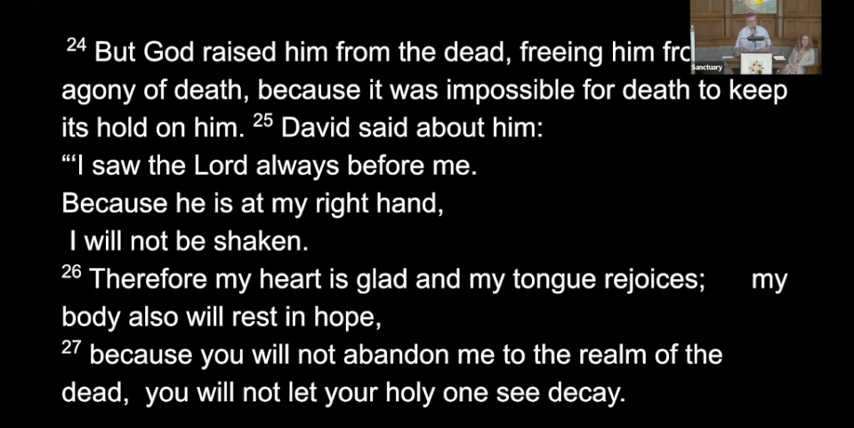 24 But God raised him from the dead, freeing him
agony of death, because it was impossible for death to keep
its hold on him. 25 David said about him:
“‘I saw the Lord always before me.
Because he is at my right hand,
I will not be shaken.
26 Therefore my heart is glad and my tongue rejoices; my
body also will rest in hope,
27 because you will not abandon me to the realm of the
dead, you will not let your holy one see decay.
Sanctuary